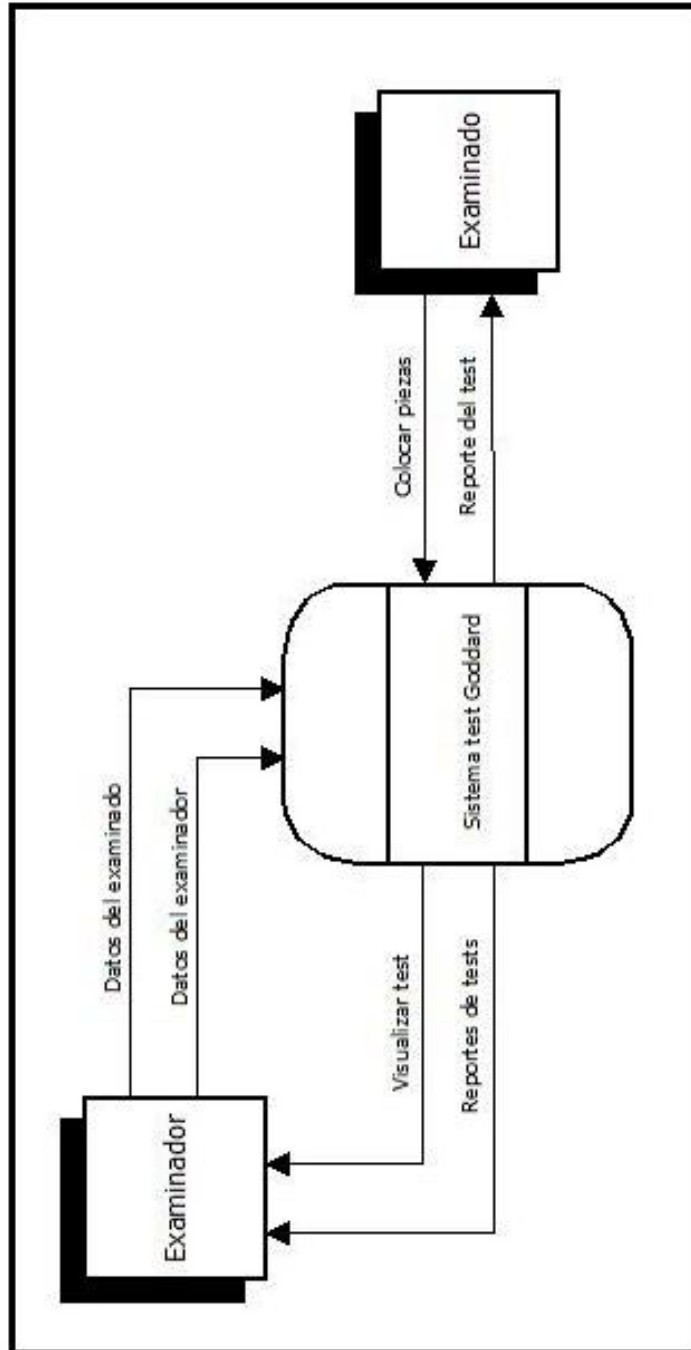 Datos del examinado
Datos del examinador
Examinador
Examinado
Colocar piezas
Visualizar test
Reporte del test
Reportes de tests
Sistema test Goddard